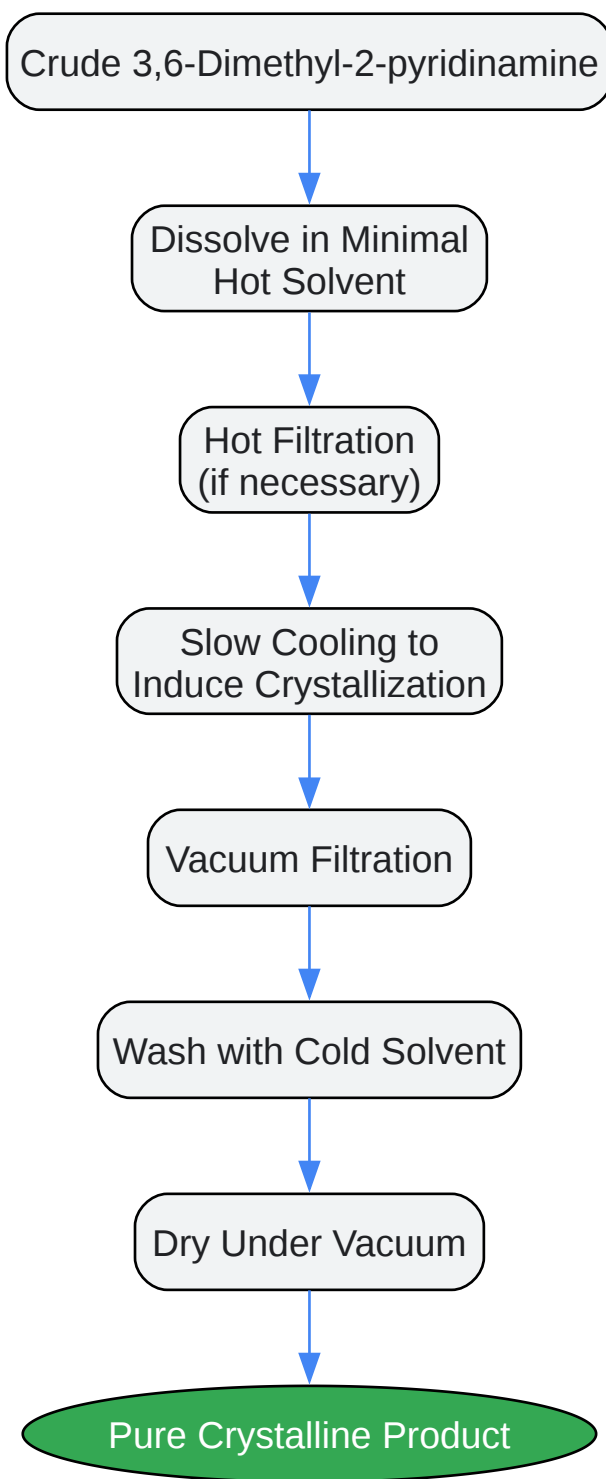 Crude 3,6-Dimethyl-2-pyridinamine
Dissolve in Minimal
Hot Solvent
Hot Filtration
(if necessary)
Slow Cooling to
Induce Crystallization
Vacuum Filtration
Wash with Cold Solvent
Dry Under Vacuum
Pure Crystalline Product